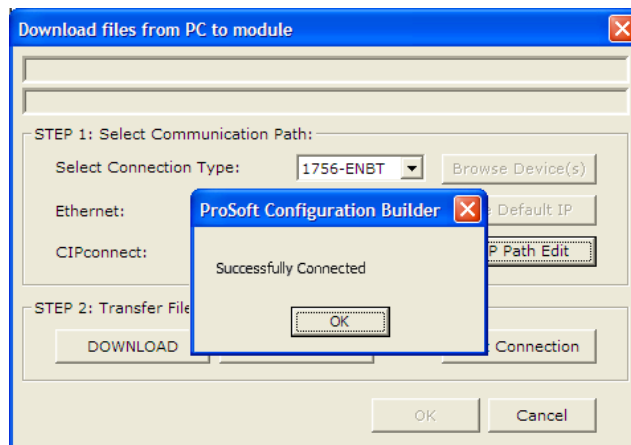 Download files from PC to module
STEP 1: Select Communication Path:
Select Connection Type: 1756-ENBT Browse Device(s)
Ethernet: Default IP
ProSoft Configuration Builder
CIPconnect: Path Edit
Successfully Connected
OK
STEP 2: Transfer File
DOWNLOAD Connection
OK Cancel